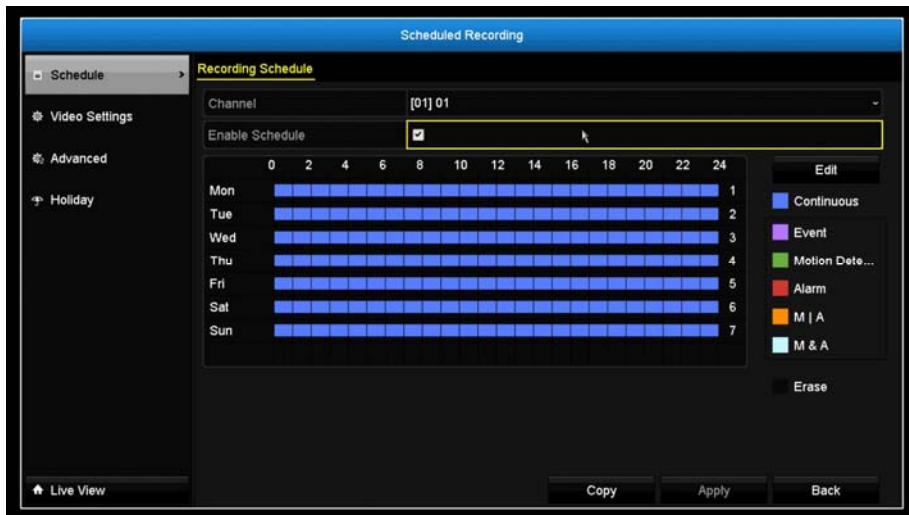 Scheduled Recording
Schedule
Video Settings
Advanced
Holiday
Live View
Recording Schedule
Channel [01] 01
Enable Schedule
0 2 4 6 8 10 12 14 16 18 20 22 24
Mon 1
Tue 2
Wed 3
Thu 4
Fri 5
Sat 6
Sun 7
Edit
Continuous
Event
Motion Dete...
Alarm
M | A
M & A
Erase
Copy Apply Back